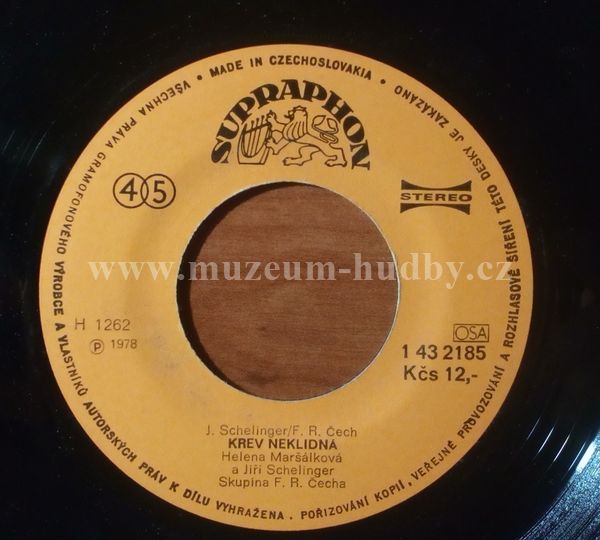 VŠECHNA PRÁVA GRAMOFONOVÉHO VÝROBCE A VLASTNÍKŮ AUTORSKÝCH PRÁV K DÍLU VYHRAŽENA. POŘIZOVÁNÍ KOPIÍ, VEŘEJNÉ PROVOZOVÁNÍ A ROZHLASOVÉ ŠÍŘENÍ TÉTO DESKY JE ZAKÁZÁNO • MADE IN CZECHOSLOVAKIA •
SUPRAPHON
45
STEREO
www.muzeum-hudby.cz
H 1262
℗ 1978
OSA
1 43 2185
Kčs 12,-
J. Schelinger/F. R. Čech
KREV NEKLIDNÁ
Helena Maršálková
a Jiří Schelinger
Skupina F. R. Čecha